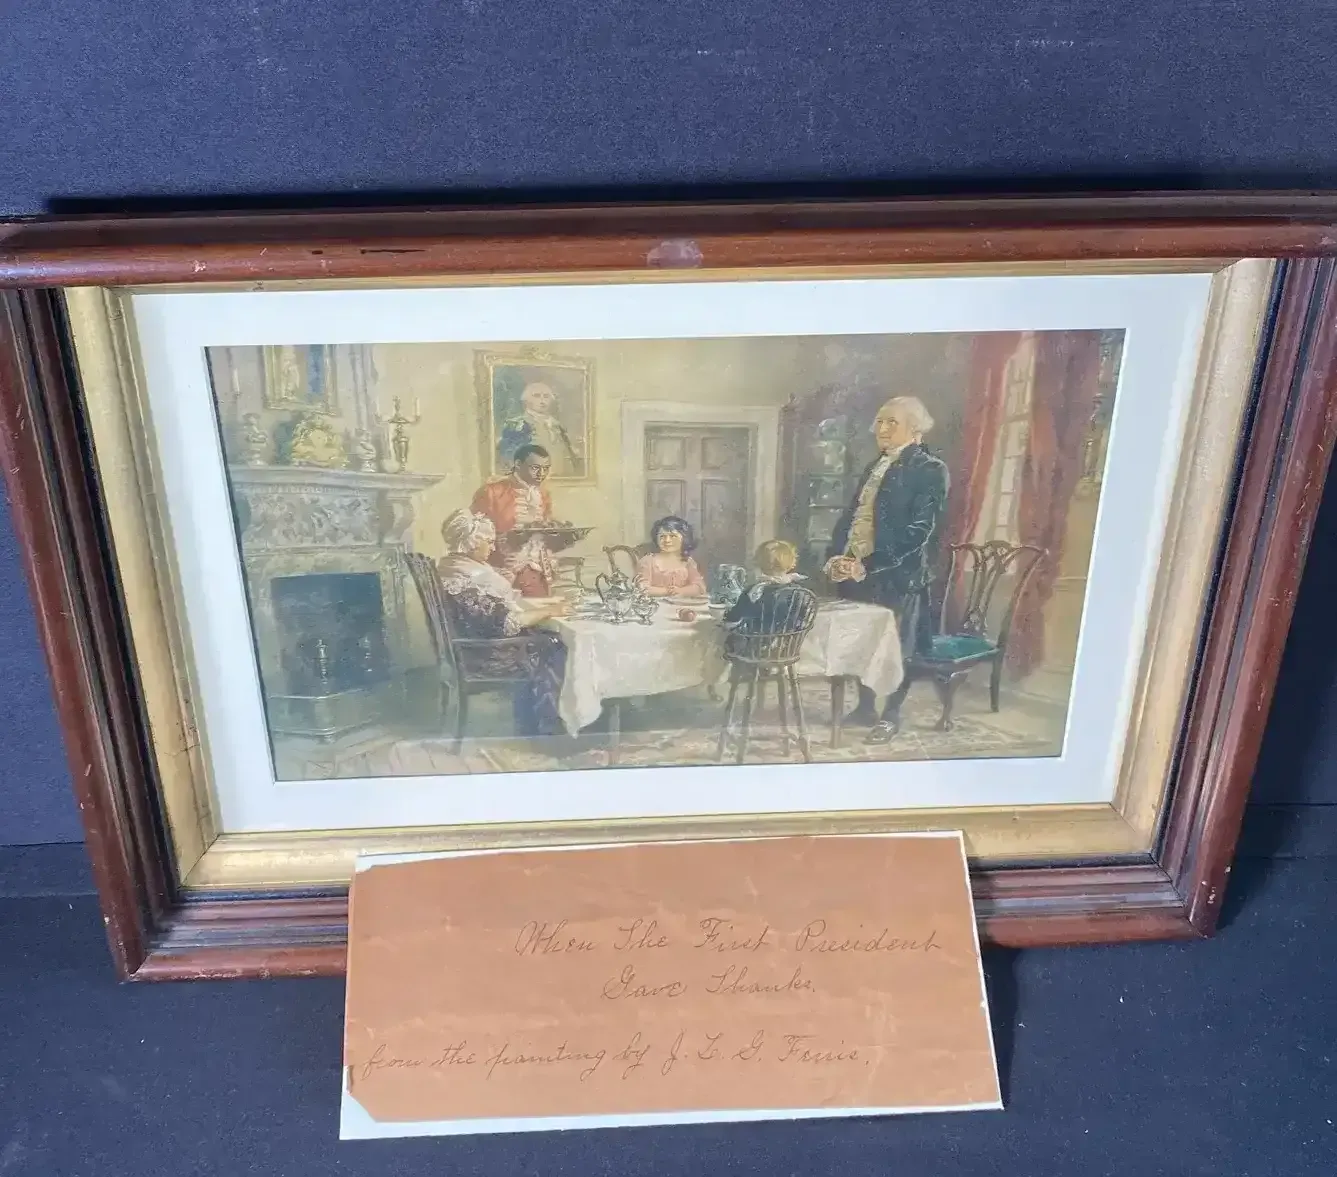 When The First President
Gave Thanks.
from the painting by J. L. G. Ferris.